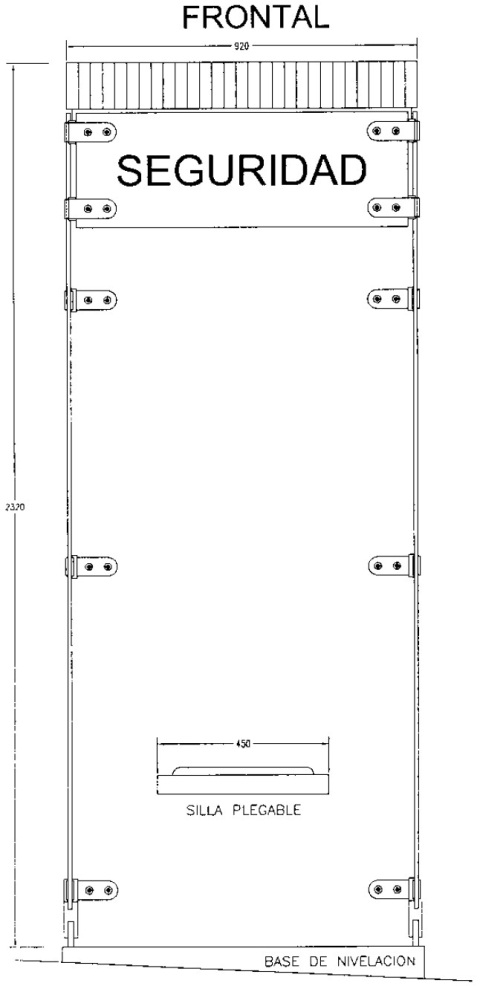 FRONTAL
920
SEGURIDAD
2320
450
SILLA PLEGABLE
BASE DE NIVELACION